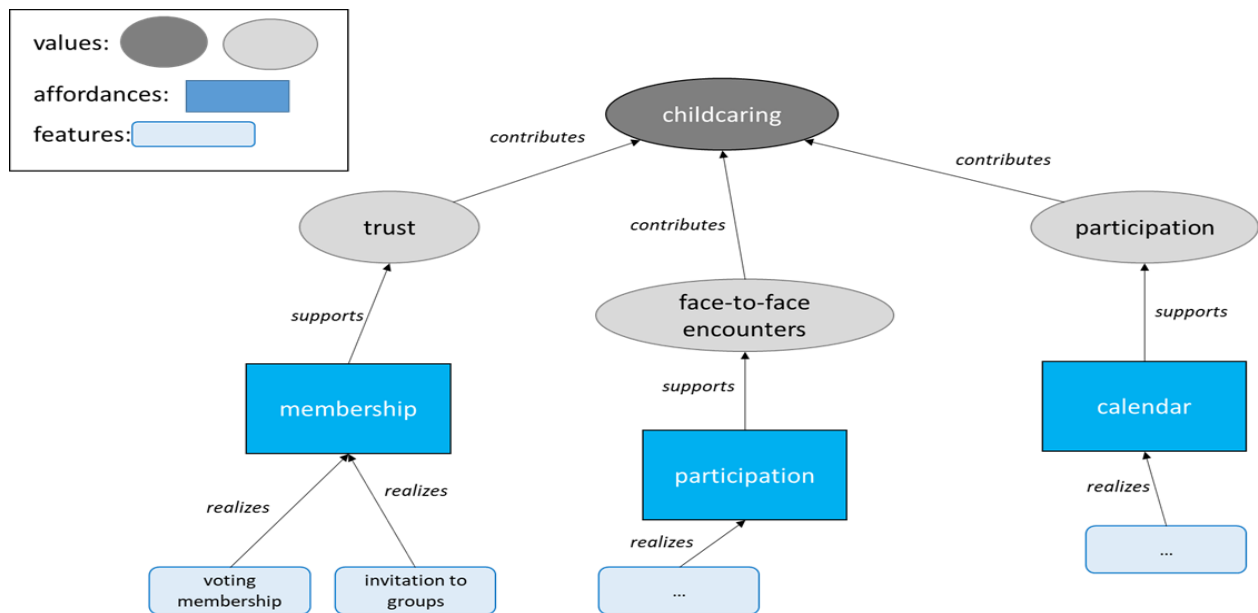 values:
affordances:
features:
childcaring
contributes
contributes
contributes
trust
participation
face-to-face
encounters
supports
supports
supports
membership
calendar
participation
realizes
realizes
realizes
realizes
voting
membership
invitation to
groups
...
...